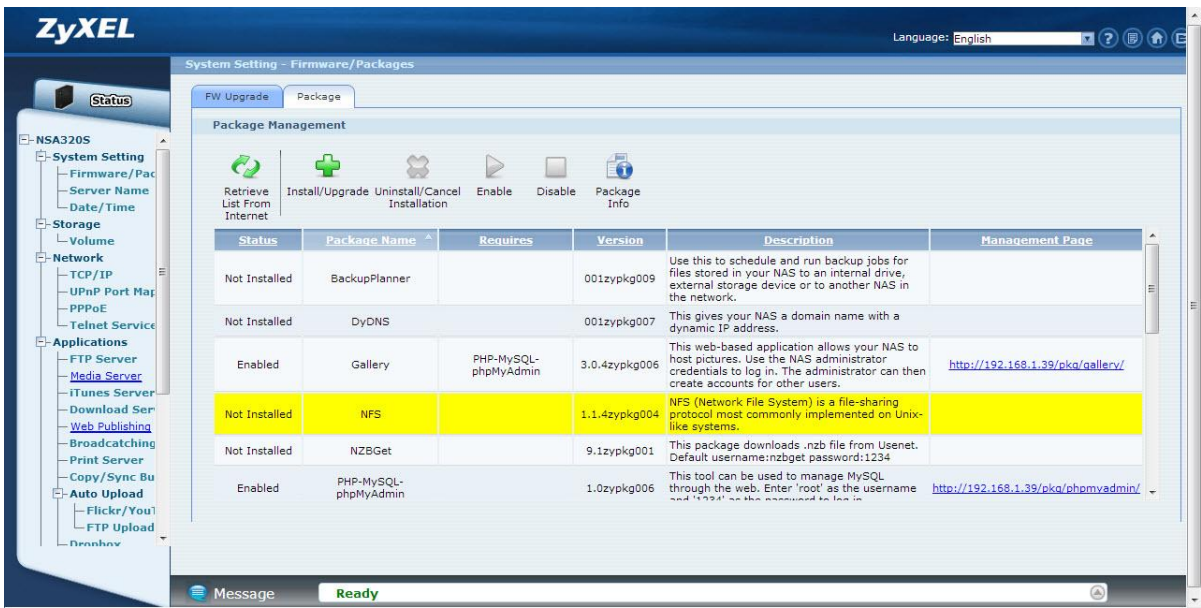 ZyXEL
Language: English
System Setting - Firmware/Packages
Status
FW Upgrade
Package
Package Management
Retrieve
List From
Internet
Install/Upgrade
Uninstall/Cancel
Installation
Enable
Disable
Package
Info
NSA320S
System Setting
Firmware/Pac
Server Name
Date/Time
Storage
Volume
Network
TCP/IP
UPnP Port Map
PPPoE
Telnet Service
Applications
FTP Server
Media Server
iTunes Server
Download Ser
Web Publishing
Broadcatching
Print Server
Copy/Sync Bu
Auto Upload
Flickr/YouT
FTP Upload
Dropbox
Status Package Name Requires Version Description Management Page
Not Installed BackupPlanner 001zypkg009
Use this to schedule and run backup jobs for
files stored in your NAS to an internal drive,
external storage device or to another NAS in
the network.
Not Installed DyDNS 001zypkg007
This gives your NAS a domain name with a
dynamic IP address.
Enabled Gallery
PHP-MySQL-
phpMyAdmin
3.0.4zypkg006
This web-based application allows your NAS to
host pictures. Use the NAS administrator
credentials to log in. The administrator can then
create accounts for other users.
http://192.168.1.39/pkg/gallery/
Not Installed NFS 1.1.4zypkg004
NFS (Network File System) is a file-sharing
protocol most commonly implemented on Unix-
like systems.
Not Installed NZBGet 9.1zypkg001
This package downloads .nzb file from Usenet.
Default username:nzbget password:1234
Enabled
PHP-MySQL-
phpMyAdmin
1.0zypkg006
This tool can be used to manage MySQL
through the web. Enter 'root' as the username
and '1234' as the password to log in
http://192.168.1.39/pkg/phpmyadmin/
Message Ready